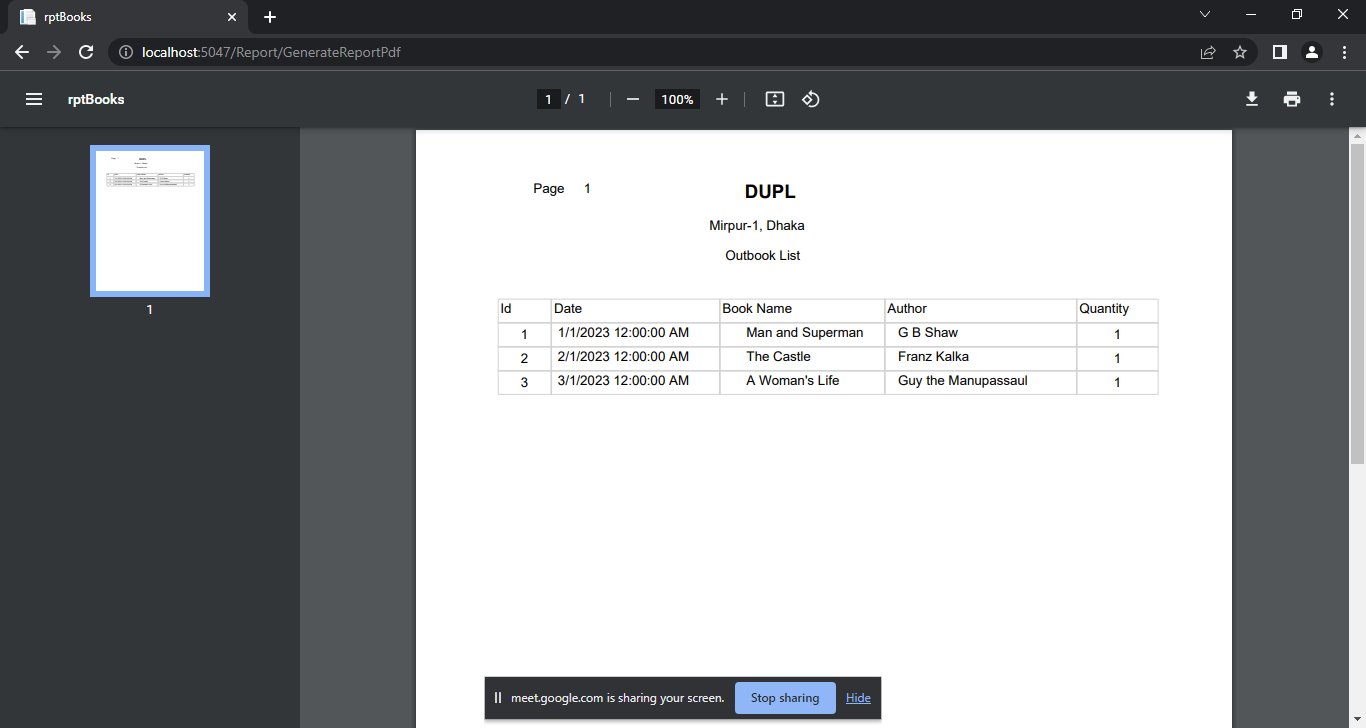 rptBooks
localhost:5047/Report/GenerateReportPdf
rptBooks
1 / 1
100%
1
Page 1
DUPL
Mirpur-1, Dhaka
Outbook List
Id Date Book Name Author Quantity
1 1/1/2023 12:00:00 AM Man and Superman G B Shaw 1
2 2/1/2023 12:00:00 AM The Castle Franz Kalka 1
3 3/1/2023 12:00:00 AM A Woman's Life Guy the Manupassaul 1
meet.google.com is sharing your screen. Stop sharing Hide